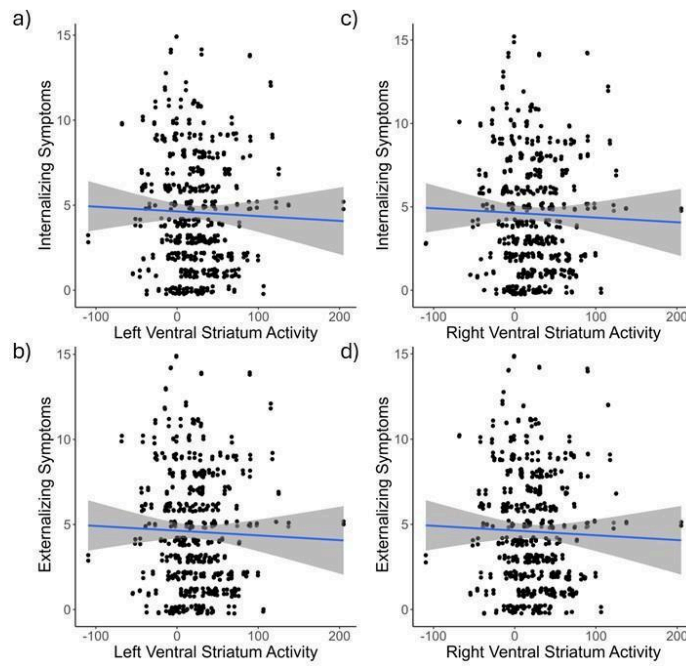 a)
15
10
5
0
Internalizing Symptoms
-100 0 100 200
Left Ventral Striatum Activity
c)
15
10
5
0
Internalizing Symptoms
-100 0 100 200
Right Ventral Striatum Activity
b)
15
10
5
0
Externalizing Symptoms
-100 0 100 200
Left Ventral Striatum Activity
d)
15
10
5
0
Externalizing Symptoms
-100 0 100 200
Right Ventral Striatum Activity